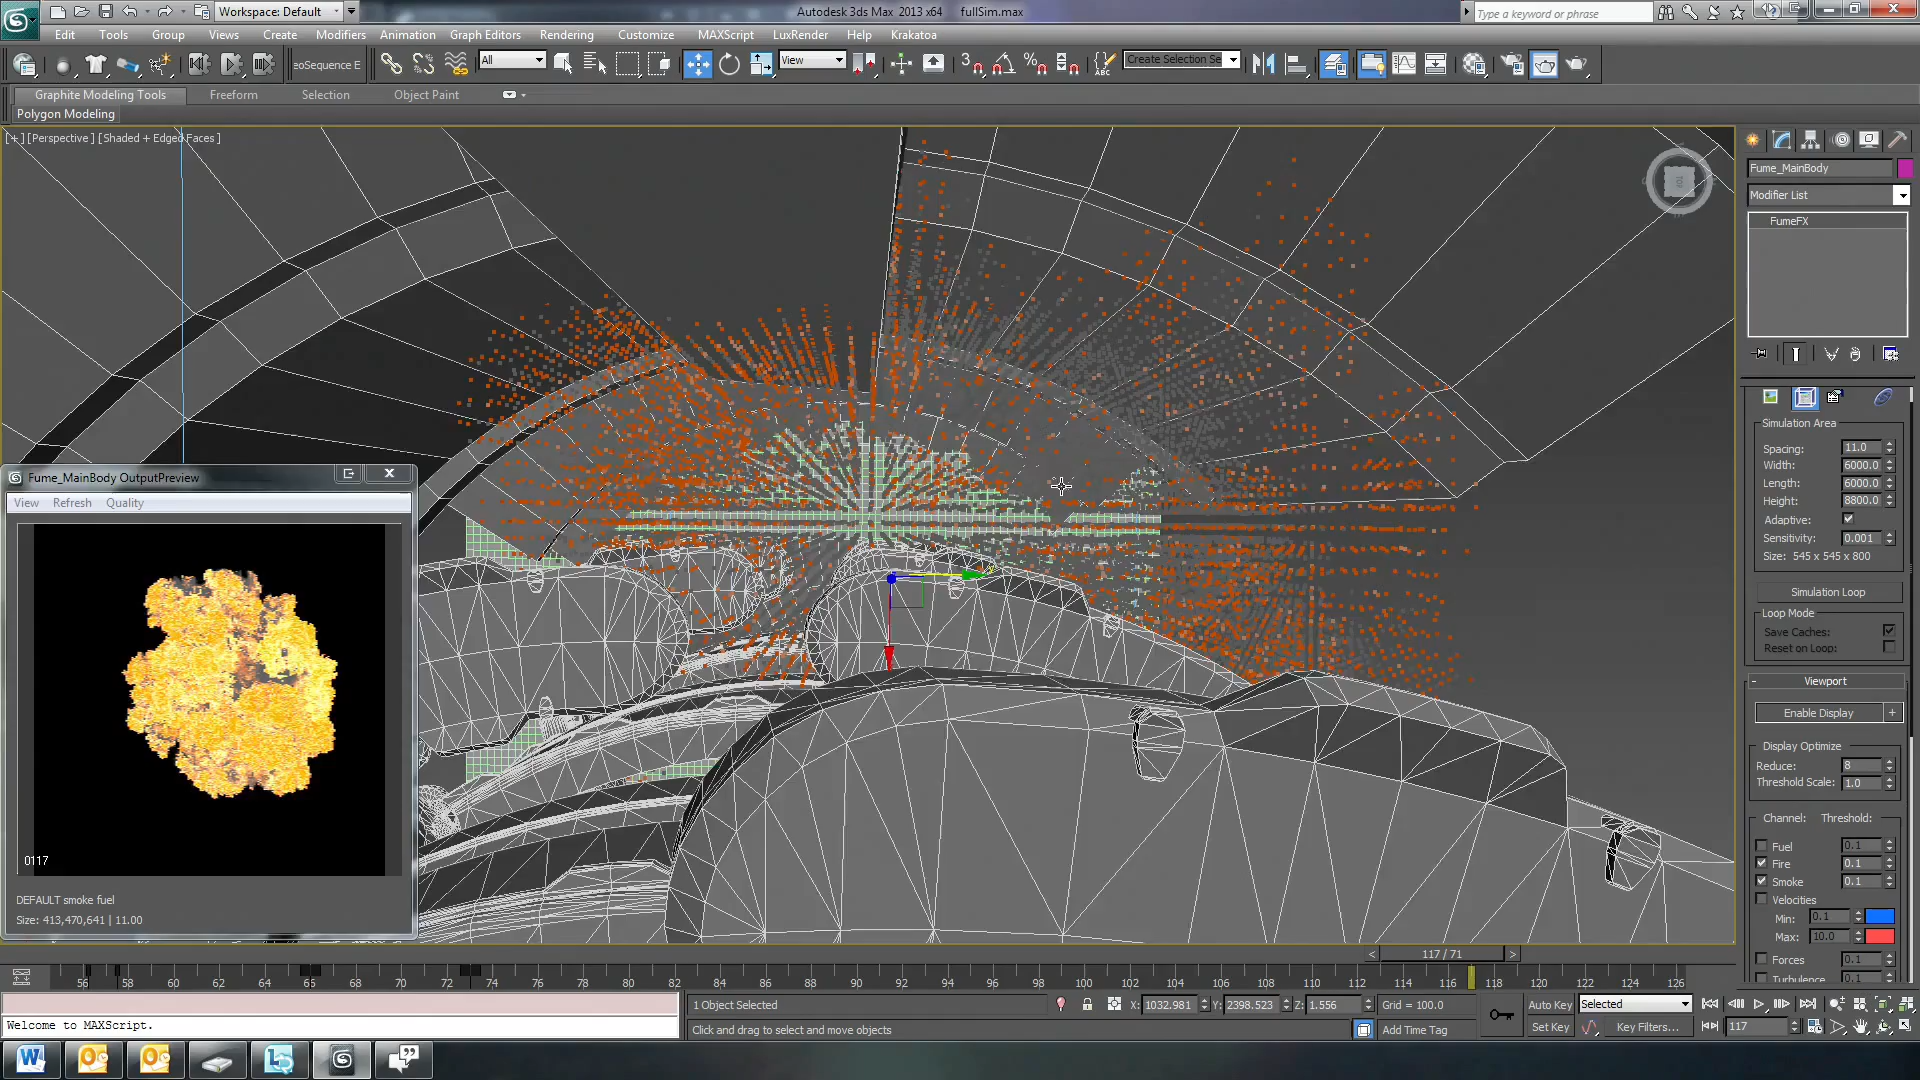 Workspace: Default
Autodesk 3ds Max 2013 x64 fullSim.max
Type a keyword or phrase
Edit Tools Group Views Create Modifiers Animation Graph Editors Rendering Customize MAXScript LuxRender Help Krakatoa
eoSequence E
All
View
3
Create Selection Se
Graphite Modeling Tools Freeform Selection Object Paint
Polygon Modeling
[+] [Perspective] [Shaded + Edged Faces ]
Fume_MainBody
Modifier List
FumeFX
Simulation Area
Spacing: 11.0
Width: 6000.0
Length: 6000.0
Height: 8800.0
Adaptive:
Sensitivity: 0.001
Size: 545 x 545 x 800
Simulation Loop
Loop Mode
Save Caches:
Reset on Loop:
- Viewport
Enable Display +
Display Optimize
Reduce: 8
Threshold Scale: 1.0
Channel: Threshold:
Fuel 0.1
Fire 0.1
Smoke 0.1
Velocities
Min: 0.1
Max: 10.0
Forces 0.1
Turbulence 0.1
Fume_MainBody OutputPreview
View Refresh Quality
0117
DEFAULT smoke fuel
Size: 413,470,641 | 11.00
< 117 / 71 >
56 58 60 62 64 66 68 70 72 74 76 78 80 82 84 86 88 90 92 94 96 98 100 102 104 106 108 110 112 114 116 118 120 122 124 126
1 Object Selected
X: 1032.981 Y: 2398.523 Z: 1.556
Grid = 100.0
Auto Key Selected
Welcome to MAXScript.
Click and drag to select and move objects
Add Time Tag
Set Key Key Filters...
117